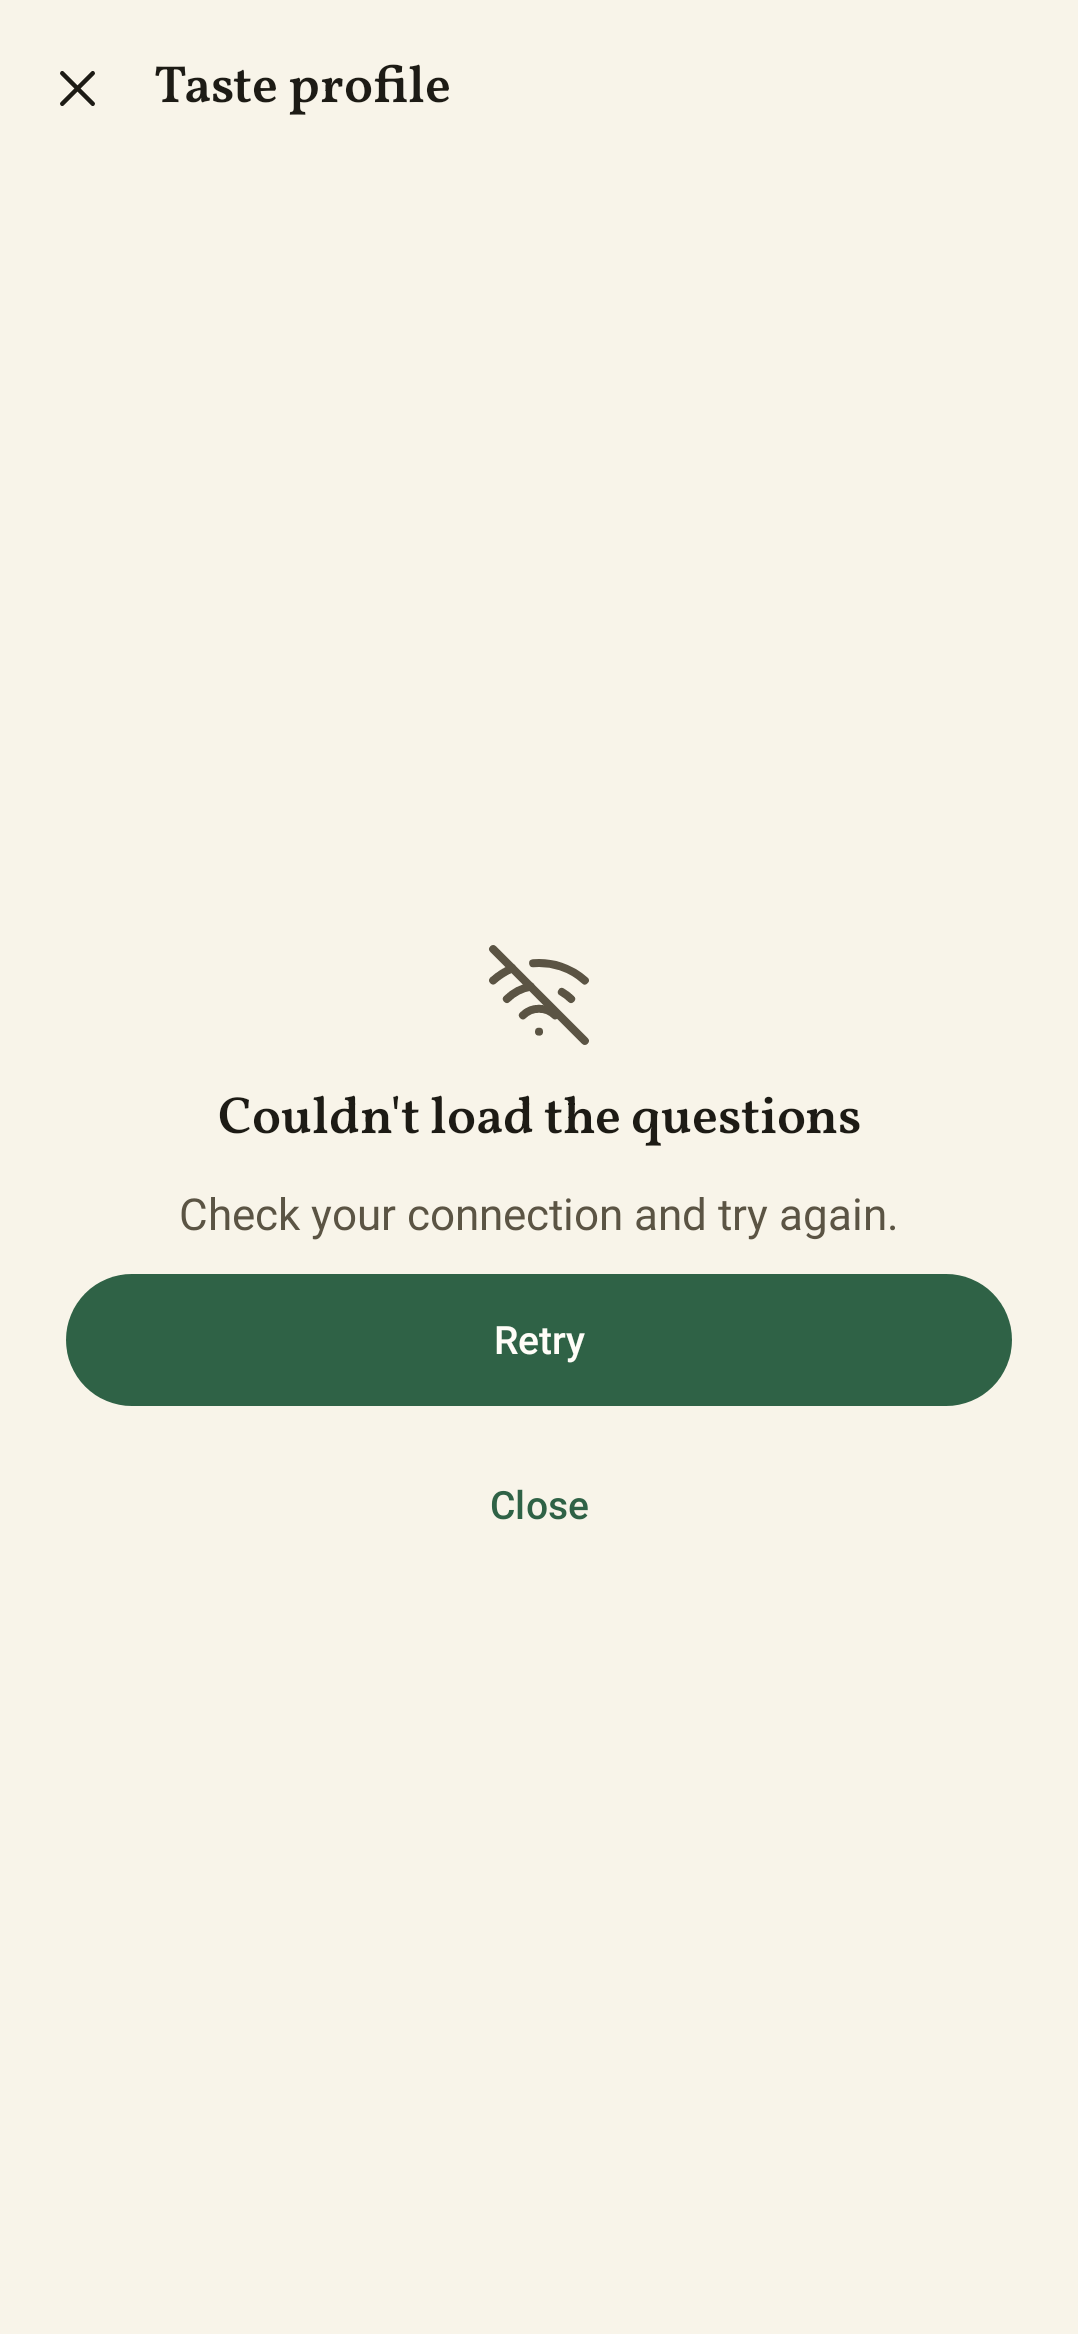 Taste profile
Couldn't load the questions
Check your connection and try again.
Retry
Close